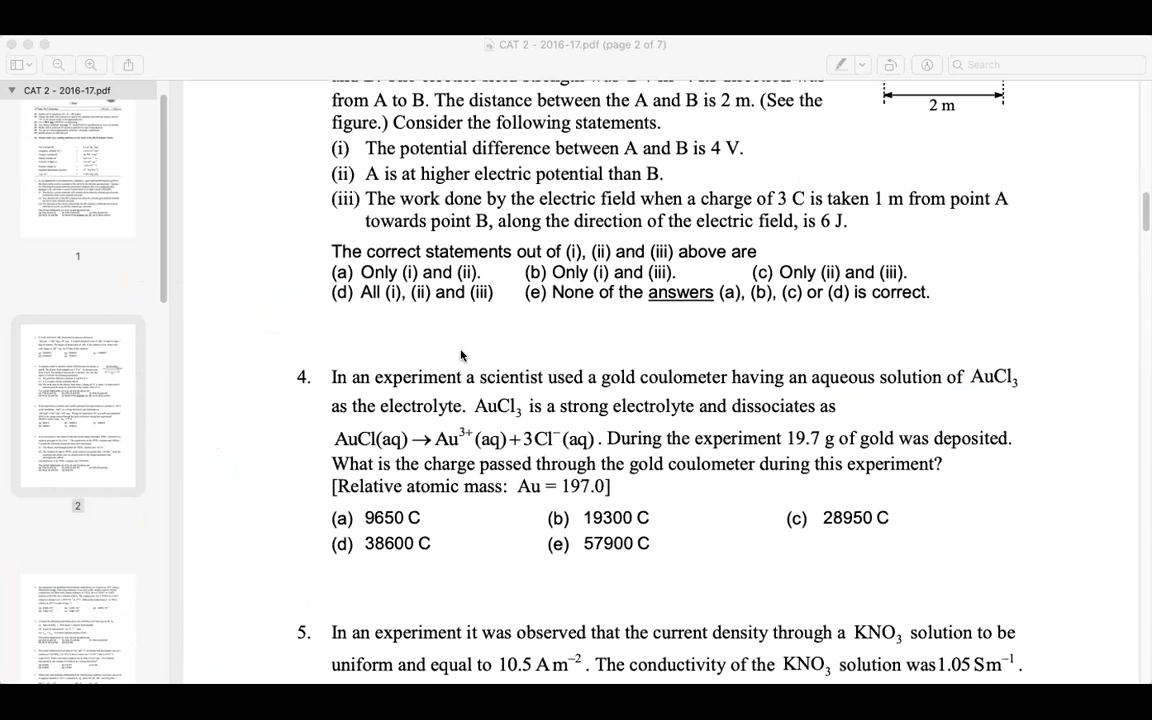 CAT 2 - 2016-17.pdf (page 2 of 7)
Search
CAT 2 - 2016-17.pdf
from A to B. The distance between the A and B is 2 m. (See the
2 m
figure.) Consider the following statements.
(i) The potential difference between A and B is 4 V.
(ii) A is at higher electric potential than B.
(iii) The work done by the electric field when a charge of 3 C is taken 1 m from point A
towards point B, along the direction of the electric field, is 6 J.
The correct statements out of (i), (ii) and (iii) above are
(a) Only (i) and (ii). (b) Only (i) and (iii). (c) Only (ii) and (iii).
(d) All (i), (ii) and (iii) (e) None of the answers (a), (b), (c) or (d) is correct.
1
2
4. In an experiment a scientist used a gold coulometer having an aqueous solution of AuCl₃
as the electrolyte. AuCl₃ is a strong electrolyte and dissociates as
AuCl(aq) → Au³⁺ (aq)+3Cl⁻ (aq). During the experiment 19.7 g of gold was deposited.
What is the charge passed through the gold coulometer during this experiment?
[Relative atomic mass: Au = 197.0]
(a) 9650 C (b) 19300 C (c) 28950 C
(d) 38600 C (e) 57900 C
5. In an experiment it was observed that the current density through a KNO₃ solution to be
uniform and equal to 10.5 A m⁻². The conductivity of the KNO₃ solution was 1.05 Sm⁻¹.